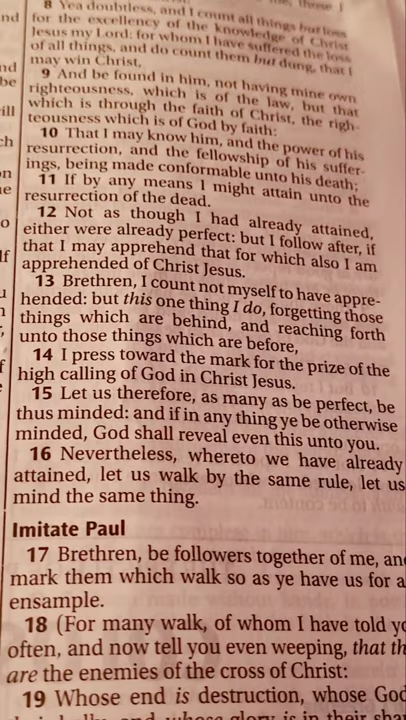 8 Yea doubtless, and I count all things but loss
nd for the excellency of the knowledge of Christ
Jesus my Lord: for whom I have suffered the loss
of all things, and do count them but dung, that I
nd may win Christ,
be 9 And be found in him, not having mine own
righteousness, which is of the law, but that
ill which is through the faith of Christ, the righ-
teousness which is of God by faith:
ch 10 That I may know him, and the power of his
resurrection, and the fellowship of his suffer-
on ings, being made conformable unto his death;
11 If by any means I might attain unto the
resurrection of the dead.
12 Not as though I had already attained,
o either were already perfect: but I follow after, if
that I may apprehend that for which also I am
lf apprehended of Christ Jesus.
13 Brethren, I count not myself to have appre-
hended: but this one thing I do, forgetting those
things which are behind, and reaching forth
unto those things which are before,
14 I press toward the mark for the prize of the
high calling of God in Christ Jesus.
15 Let us therefore, as many as be perfect, be
thus minded: and if in any thing ye be otherwise
minded, God shall reveal even this unto you.
16 Nevertheless, whereto we have already
attained, let us walk by the same rule, let us
mind the same thing.
Imitate Paul
17 Brethren, be followers together of me, an
mark them which walk so as ye have us for a
ensample.
18 (For many walk, of whom I have told yo
often, and now tell you even weeping, that th
are the enemies of the cross of Christ:
19 Whose end is destruction, whose God